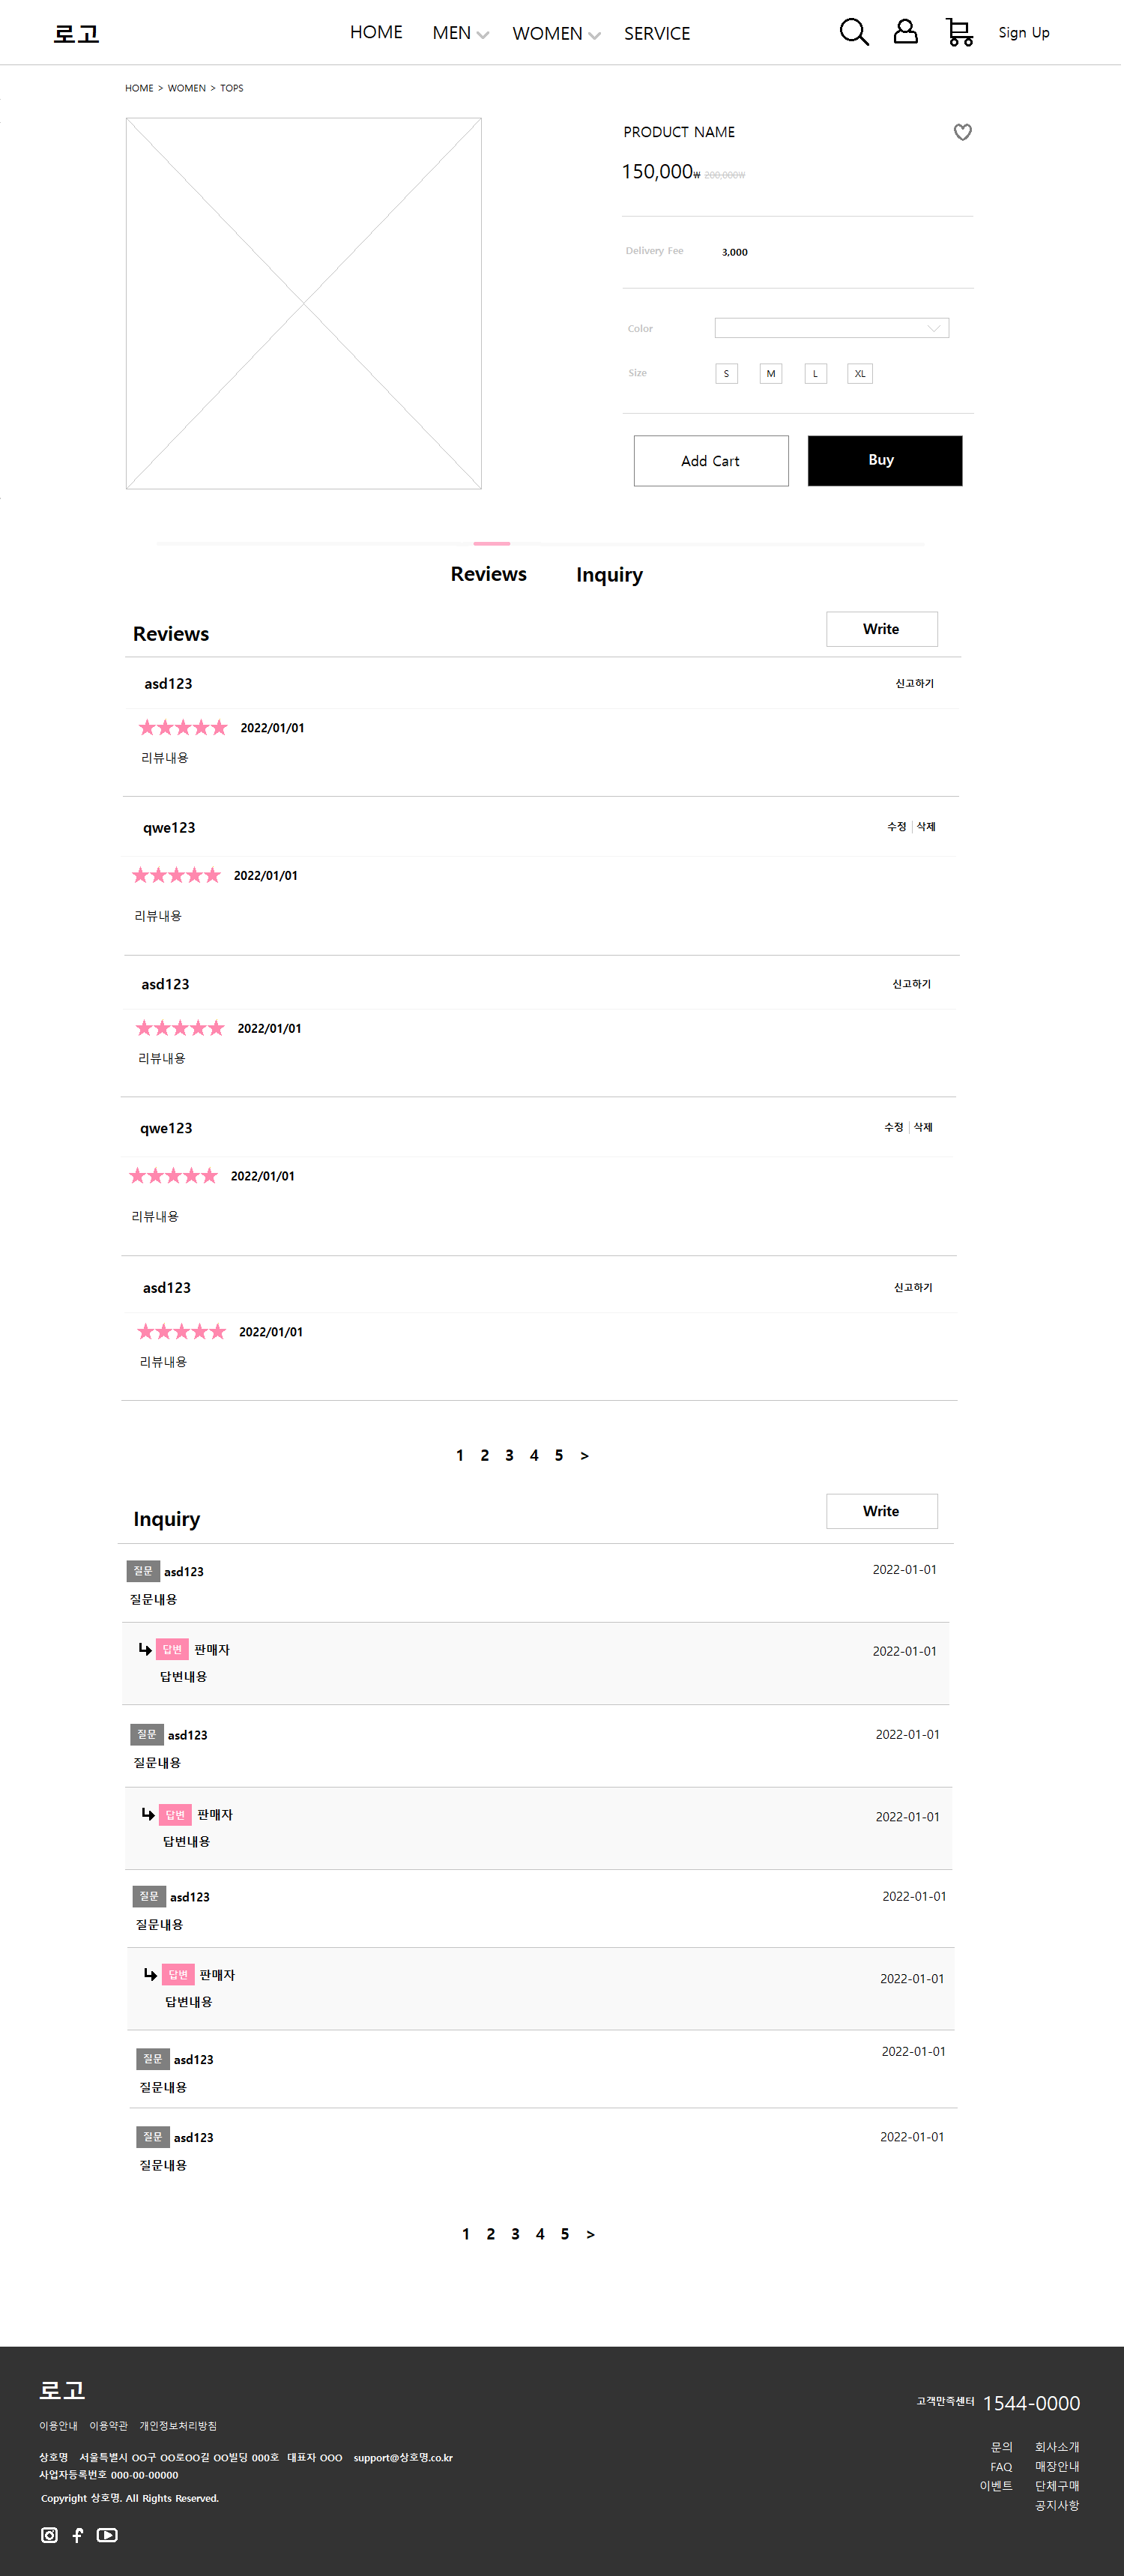 로고 HOME MEN WOMEN SERVICE Sign Up
HOME > WOMEN > TOPS
PRODUCT NAME
150,000₩ 200,000₩
Delivery Fee 3,000
Color
Size S M L XL
Add Cart Buy
Reviews Inquiry
Reviews Write
asd123 신고하기
★★★★★ 2022/01/01
리뷰내용
qwe123 수정 | 삭제
★★★★★ 2022/01/01
리뷰내용
asd123 신고하기
★★★★★ 2022/01/01
리뷰내용
qwe123 수정 | 삭제
★★★★★ 2022/01/01
리뷰내용
asd123 신고하기
★★★★★ 2022/01/01
리뷰내용
1 2 3 4 5 >
Inquiry Write
질문 asd123 2022-01-01
질문내용
답변 판매자 2022-01-01
답변내용
질문 asd123 2022-01-01
질문내용
답변 판매자 2022-01-01
답변내용
질문 asd123 2022-01-01
질문내용
답변 판매자 2022-01-01
답변내용
질문 asd123 2022-01-01
질문내용
질문 asd123 2022-01-01
질문내용
1 2 3 4 5 >
로고
이용안내 이용약관 개인정보처리방침
상호명 서울특별시 OO구 OO로OO길 OO빌딩 000호 대표자 OOO support@상호명.co.kr
사업자등록번호 000-00-00000
Copyright 상호명. All Rights Reserved.
고객만족센터 1544-0000
문의 회사소개
FAQ 매장안내
이벤트 단체구매
공지사항